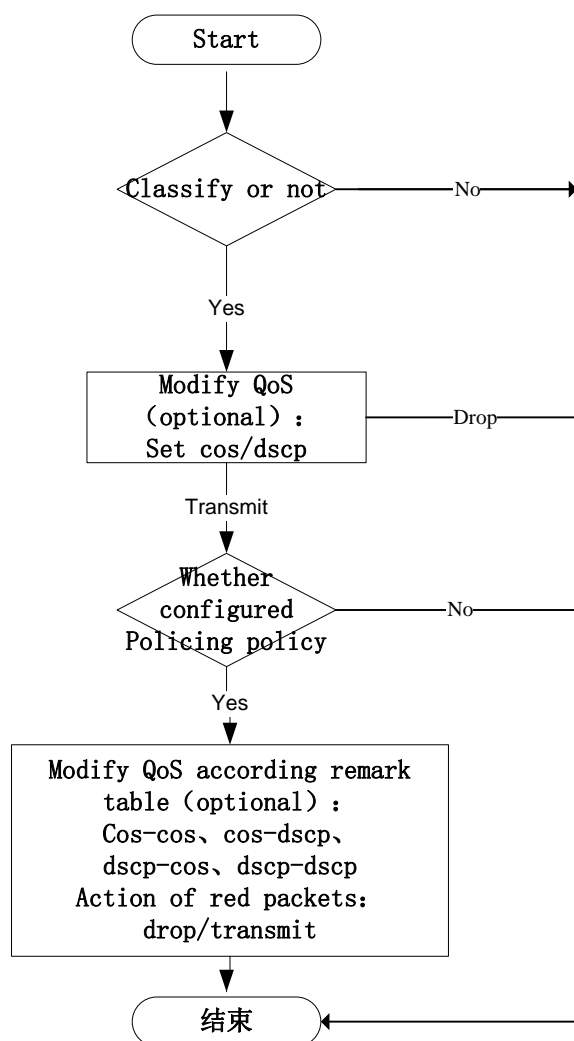 Start
Classify or not
No
Yes
Modify QoS
（optional）：
Set cos/dscp
Drop
Transmit
Whether
configured
Policing policy
No
Yes
Modify QoS according remark
table（optional）：
Cos-cos、cos-dscp、
dscp-cos、dscp-dscp
Action of red packets：
drop/transmit
结束